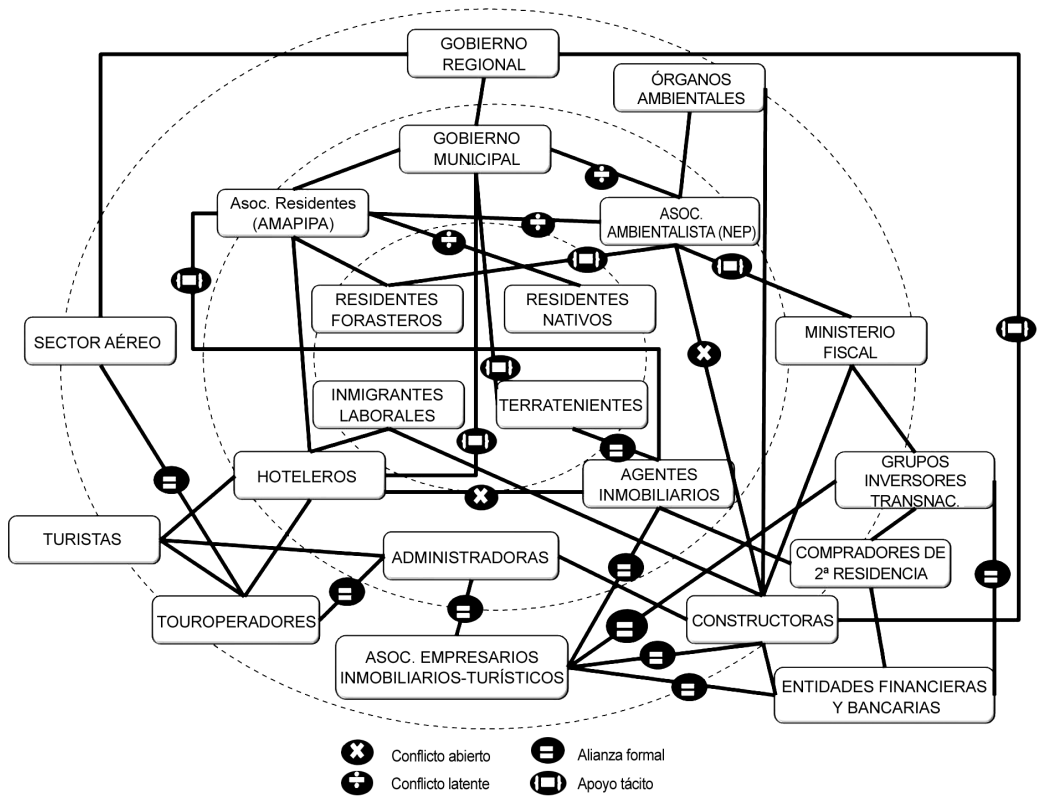 GOBIERNO
REGIONAL
ÓRGANOS
AMBIENTALES
GOBIERNO
MUNICIPAL
Asoc. Residentes
(AMAPIPA)
ASOC.
AMBIENTALISTA (NEP)
RESIDENTES
FORASTEROS
RESIDENTES
NATIVOS
SECTOR AÉREO
MINISTERIO
FISCAL
INMIGRANTES
LABORALES
TERRATENIENTES
HOTELEROS
AGENTES
INMOBILIARIOS
GRUPOS
INVERSORES
TRANSNAC.
TURISTAS
ADMINISTRADORAS
COMPRADORES DE
2ª RESIDENCIA
TOUROPERADORES
CONSTRUCTORAS
ASOC. EMPRESARIOS
INMOBILIARIOS-TURÍSTICOS
ENTIDADES FINANCIERAS
Y BANCARIAS
Conflicto abierto
Alianza formal
Conflicto latente
Apoyo tácito